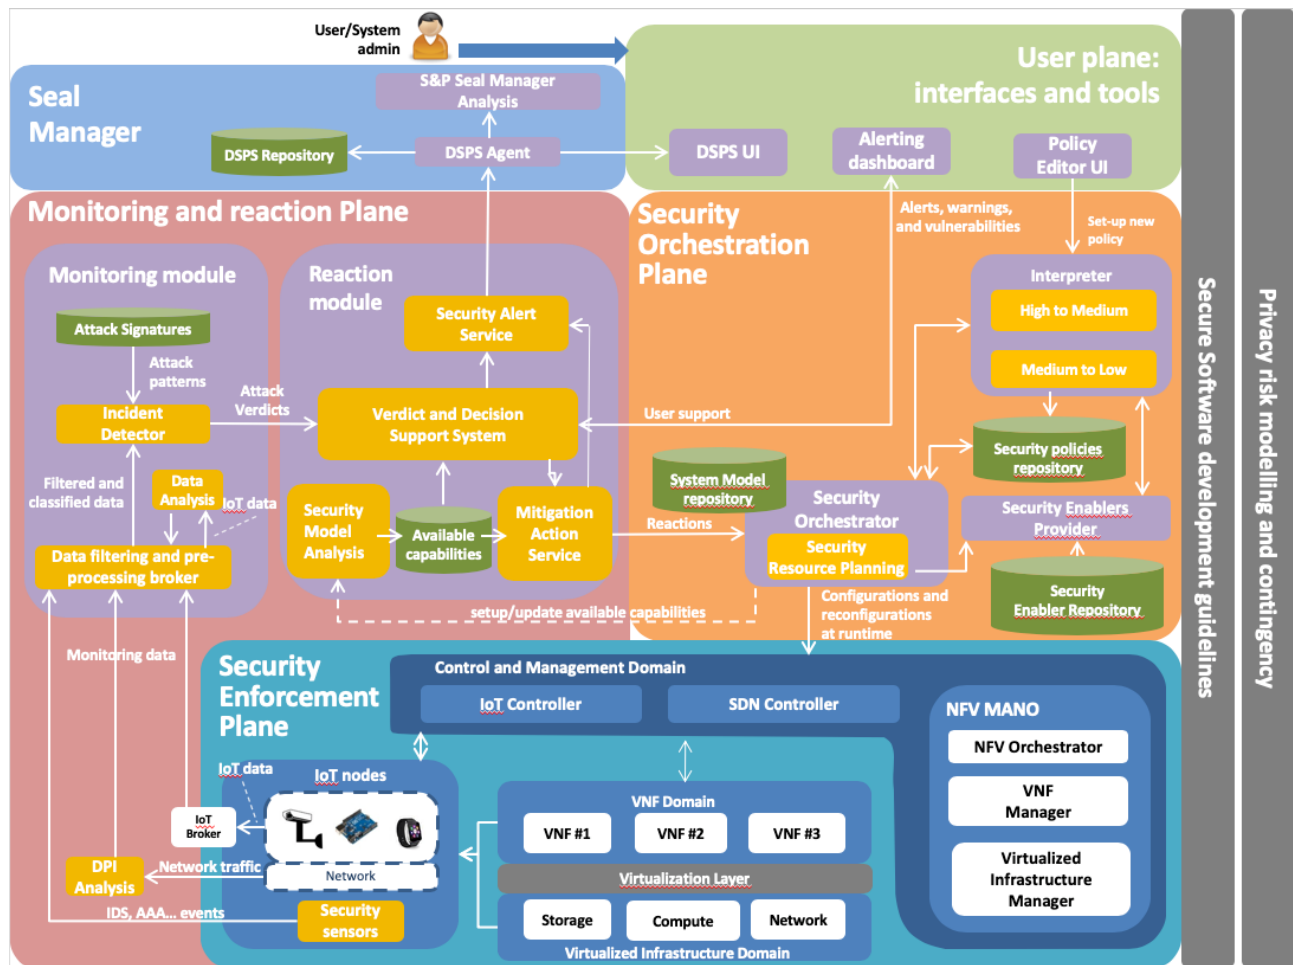 User/System
admin
Seal
Manager
S&P Seal Manager
Analysis
DSPS Repository
DSPS Agent
User plane:
interfaces and tools
DSPS UI
Alerting
dashboard
Policy
Editor UI
Monitoring and reaction Plane
Monitoring module
Attack Signatures
Attack
patterns
Incident
Detector
Attack
Verdicts
Filtered and
classified data
Data
Analysis
IoT data
Data filtering and pre-
processing broker
Monitoring data
Reaction
module
Security Alert
Service
Verdict and Decision
Support System
Security
Model
Analysis
Available
capabilities
Mitigation
Action
Service
Security
Orchestration
Plane
Alerts, warnings,
and vulnerabilities
Set-up new
policy
Interpreter
High to Medium
Medium to Low
User support
Security policies
repository
System Model
repository
Security
Orchestrator
Security
Resource Planning
Reactions
Security Enablers
Provider
Security
Enabler Repository
setup/update available capabilities
Configurations and
reconfigurations
at runtime
Security
Enforcement
Plane
Control and Management Domain
IoT Controller
SDN Controller
NFV MANO
NFV Orchestrator
VNF
Manager
Virtualized
Infrastructure
Manager
IoT data
IoT nodes
IoT
Broker
Network
DPI
Analysis
Network traffic
IDS, AAA... events
Security
sensors
VNF Domain
VNF #1
VNF #2
VNF #3
Virtualization Layer
Storage
Compute
Network
Virtualized Infrastructure Domain
Secure Software development guidelines
Privacy risk modelling and contingency